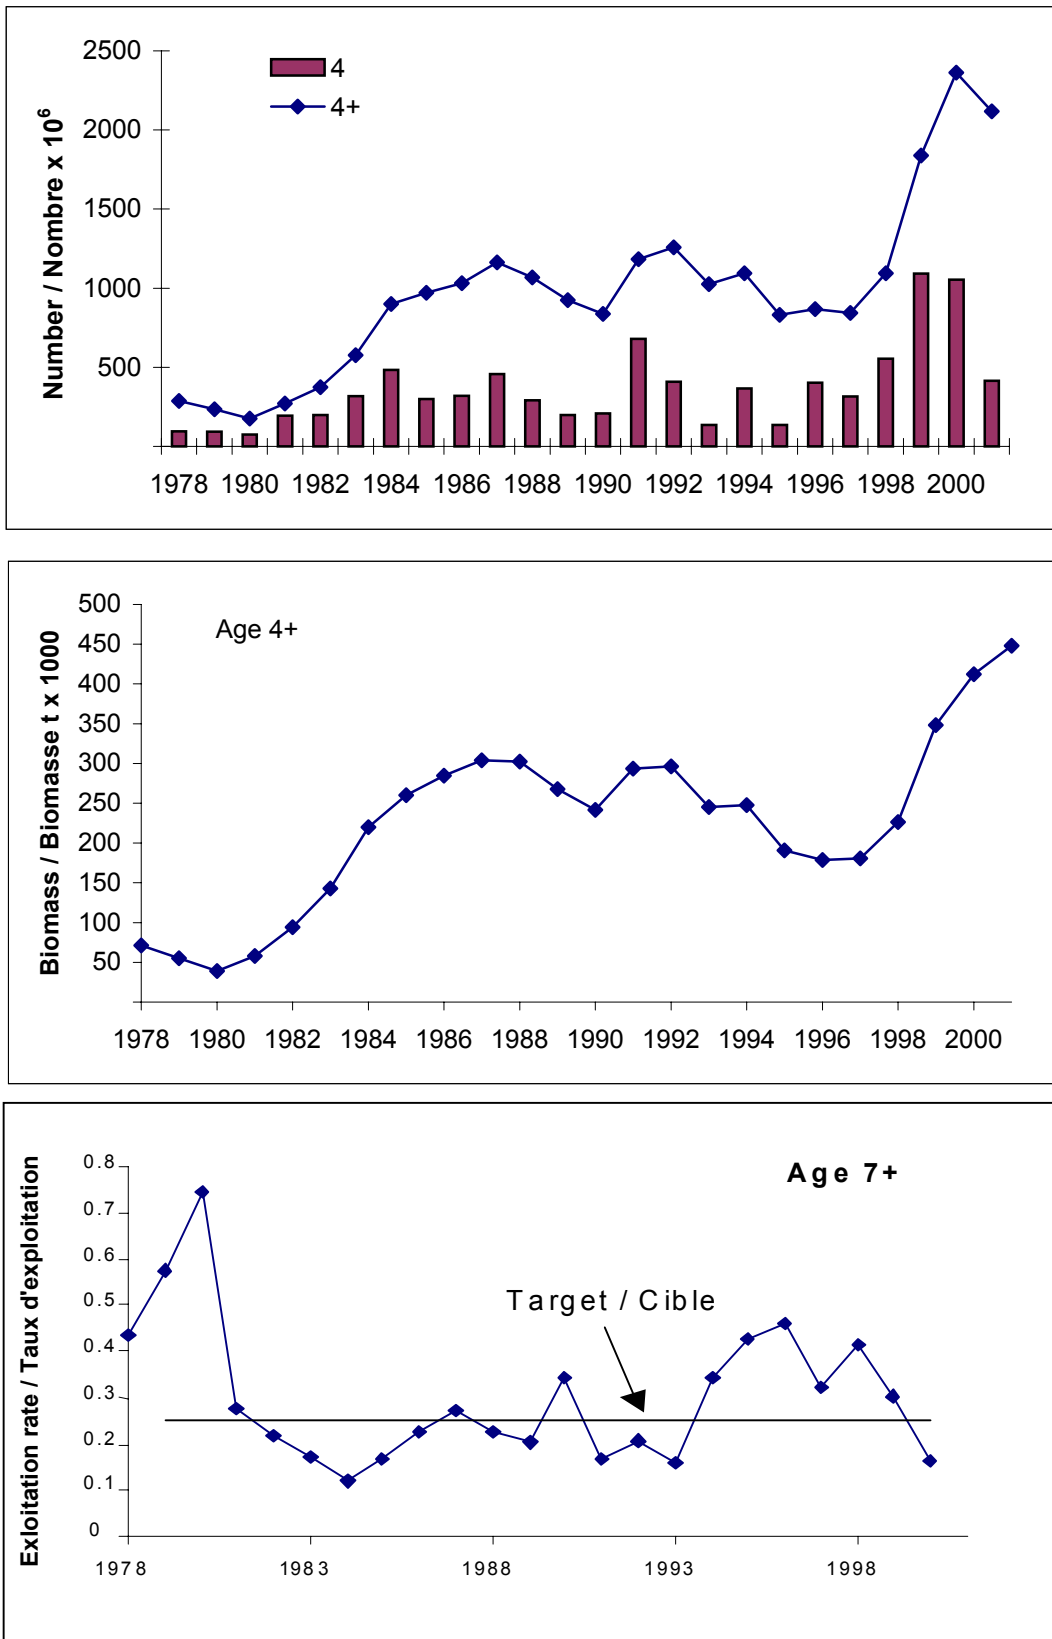 Number / Nombre x 10⁶
2500
2000
1500
1000
500
4
4+
1978 1980 1982 1984 1986 1988 1990 1992 1994 1996 1998 2000
Biomass / Biomasse t x 1000
500
450
400
350
300
250
200
150
100
50
Age 4+
1978 1980 1982 1984 1986 1988 1990 1992 1994 1996 1998 2000
Exloitation rate / Taux d'exploitation
0.8
0.7
0.6
0.5
0.4
0.3
0.2
0.1
0
Age 7+
Target / Cible
1978 1983 1988 1993 1998